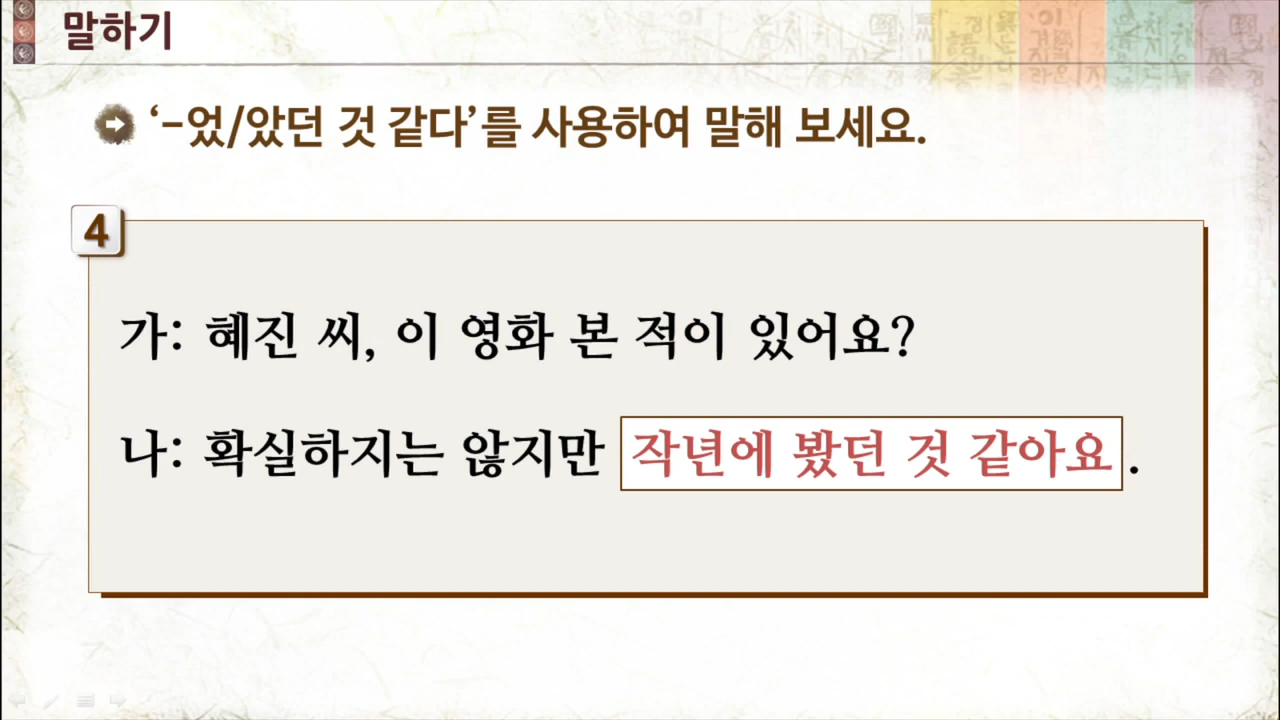 말하기
‘-었/았던 것 같다’를 사용하여 말해 보세요.
4
가: 혜진 씨, 이 영화 본 적이 있어요?
나: 확실하지는 않지만 작년에 봤던 것 같아요.